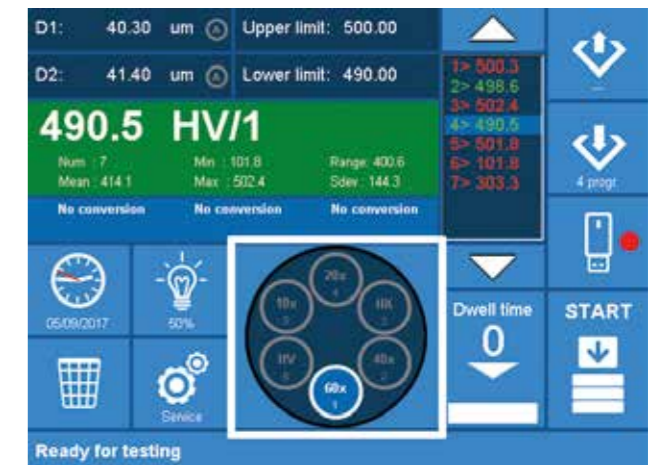 D1: 40.30 um A Upper limit: 500.00
D2: 41.40 um A Lower limit: 490.00
490.5 HV/1
Num : 7 Min : 101.8 Range: 400.6
Mean : 414.1 Max : 502.4 Sdev : 144.3
No conversion No conversion No conversion
1> 500.3
2> 498.6
3> 502.4
4> 490.5
5> 501.8
6> 101.8
7> 303.3
4 progr.
05/09/2017
50%
Service
20x
4
10x
HK
HV
40x
60x
1
Dwell time
0
START
Ready for testing